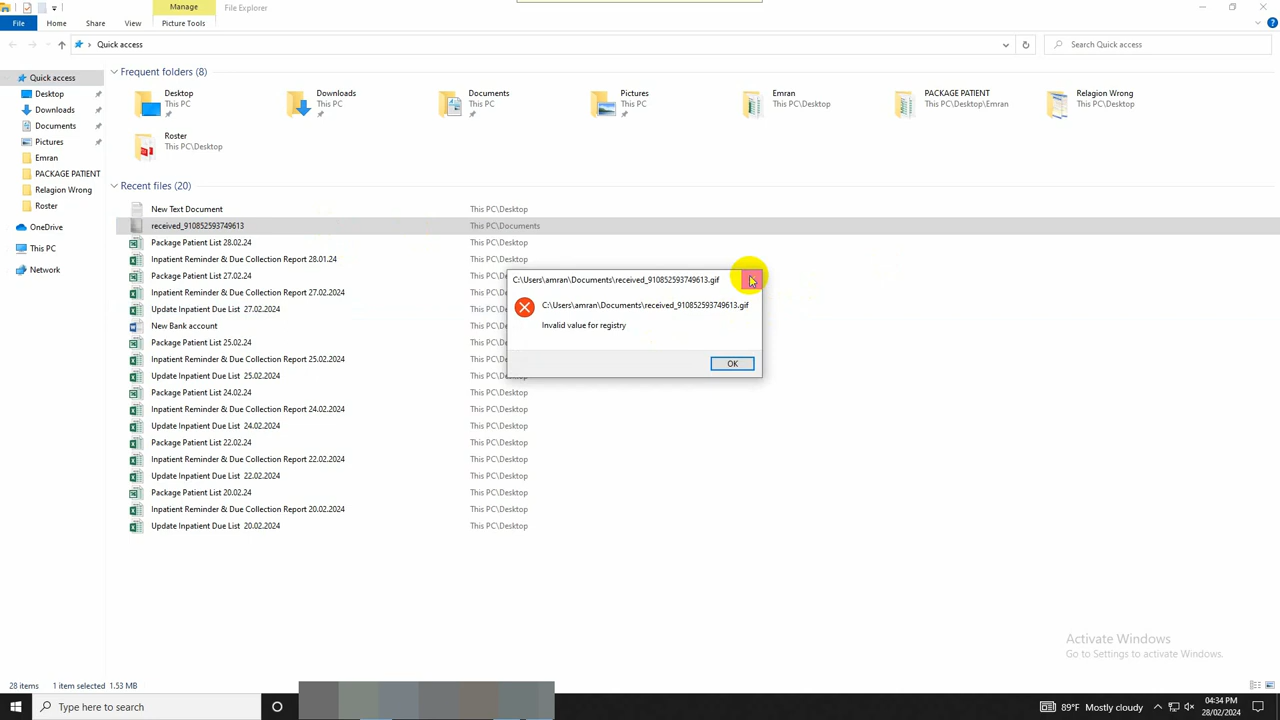 Manage
File Explorer
File
Home
Share
View
Picture Tools
Quick access
Search Quick access
Quick access
Desktop
Downloads
Documents
Pictures
Emran
PACKAGE PATIENT
Relagion Wrong
Roster
OneDrive
This PC
Network
Frequent folders (8)
Desktop
This PC
Downloads
This PC
Documents
This PC
Pictures
This PC
Emran
This PC\Desktop
PACKAGE PATIENT
This PC\Desktop\Emran
Relagion Wrong
This PC\Desktop
Roster
This PC\Desktop
Recent files (20)
New Text Document This PC\Desktop
received_910852593749613 This PC\Documents
Package Patient List 28.02.24 This PC\Desktop
Inpatient Reminder & Due Collection Report 28.01.24 This PC\Desktop
Package Patient List 27.02.24 This PC\Desktop
Inpatient Reminder & Due Collection Report 27.02.2024 This PC\Desktop
Update Inpatient Due List 27.02.2024 This PC\Desktop
New Bank account This PC\Desktop
Package Patient List 25.02.24 This PC\Desktop
Inpatient Reminder & Due Collection Report 25.02.2024 This PC\Desktop
Update Inpatient Due List 25.02.2024 This PC\Desktop
Package Patient List 24.02.24 This PC\Desktop
Inpatient Reminder & Due Collection Report 24.02.2024 This PC\Desktop
Update Inpatient Due List 24.02.2024 This PC\Desktop
Package Patient List 22.02.24 This PC\Desktop
Inpatient Reminder & Due Collection Report 22.02.2024 This PC\Desktop
Update Inpatient Due List 22.02.2024 This PC\Desktop
Package Patient List 20.02.24 This PC\Desktop
Inpatient Reminder & Due Collection Report 20.02.2024 This PC\Desktop
Update Inpatient Due List 20.02.2024 This PC\Desktop
C:\Users\amran\Documents\received_910852593749613.gif
C:\Users\amran\Documents\received_910852593749613.gif
Invalid value for registry
OK
Activate Windows
Go to Settings to activate Windows.
28 items 1 item selected 1.53 MB
Type here to search
89°F Mostly cloudy
04:34 PM
28/02/2024